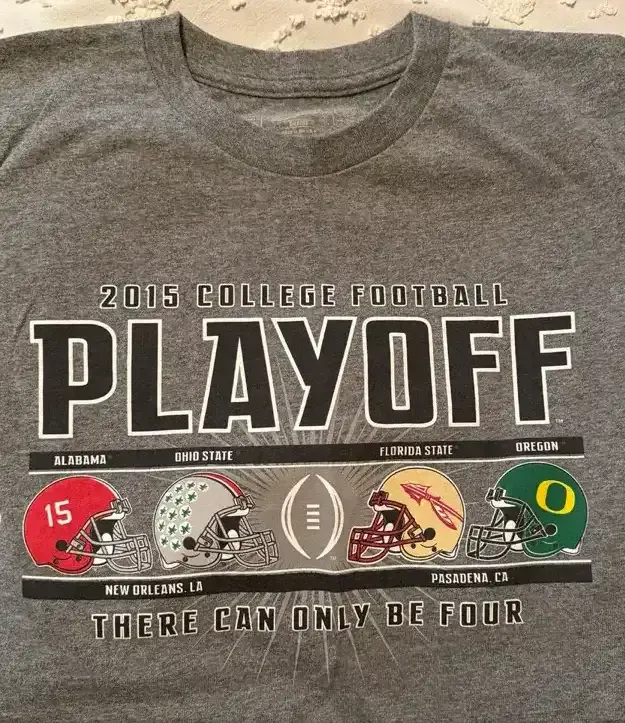 2015 COLLEGE FOOTBALL
PLAYOFF
ALABAMA OHIO STATE FLORIDA STATE OREGON
15 O
NEW ORLEANS, LA PASADENA, CA
THERE CAN ONLY BE FOUR